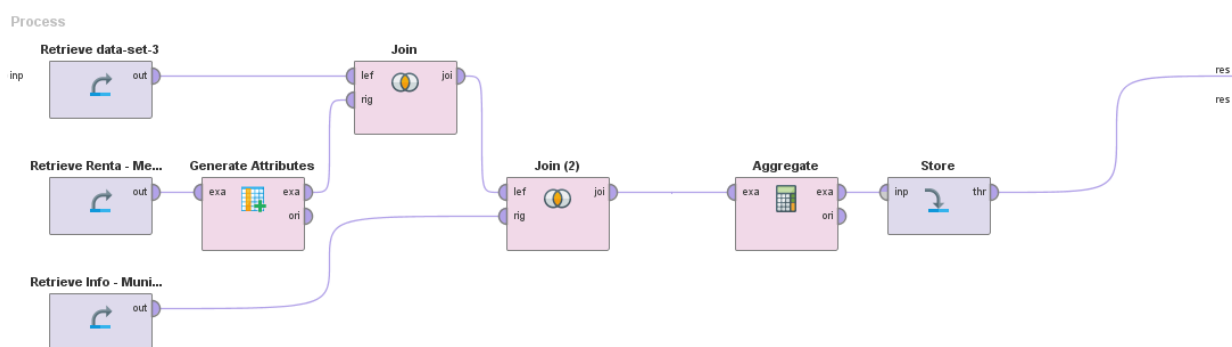 Process
Retrieve data-set-3
Join
inp
out
lef
joi
res
rig
res
Retrieve Renta - Me...
Generate Attributes
Join (2)
Aggregate
Store
out
exa
exa
ori
lef
joi
rig
exa
exa
ori
inp
thr
Retrieve Info - Muni...
out